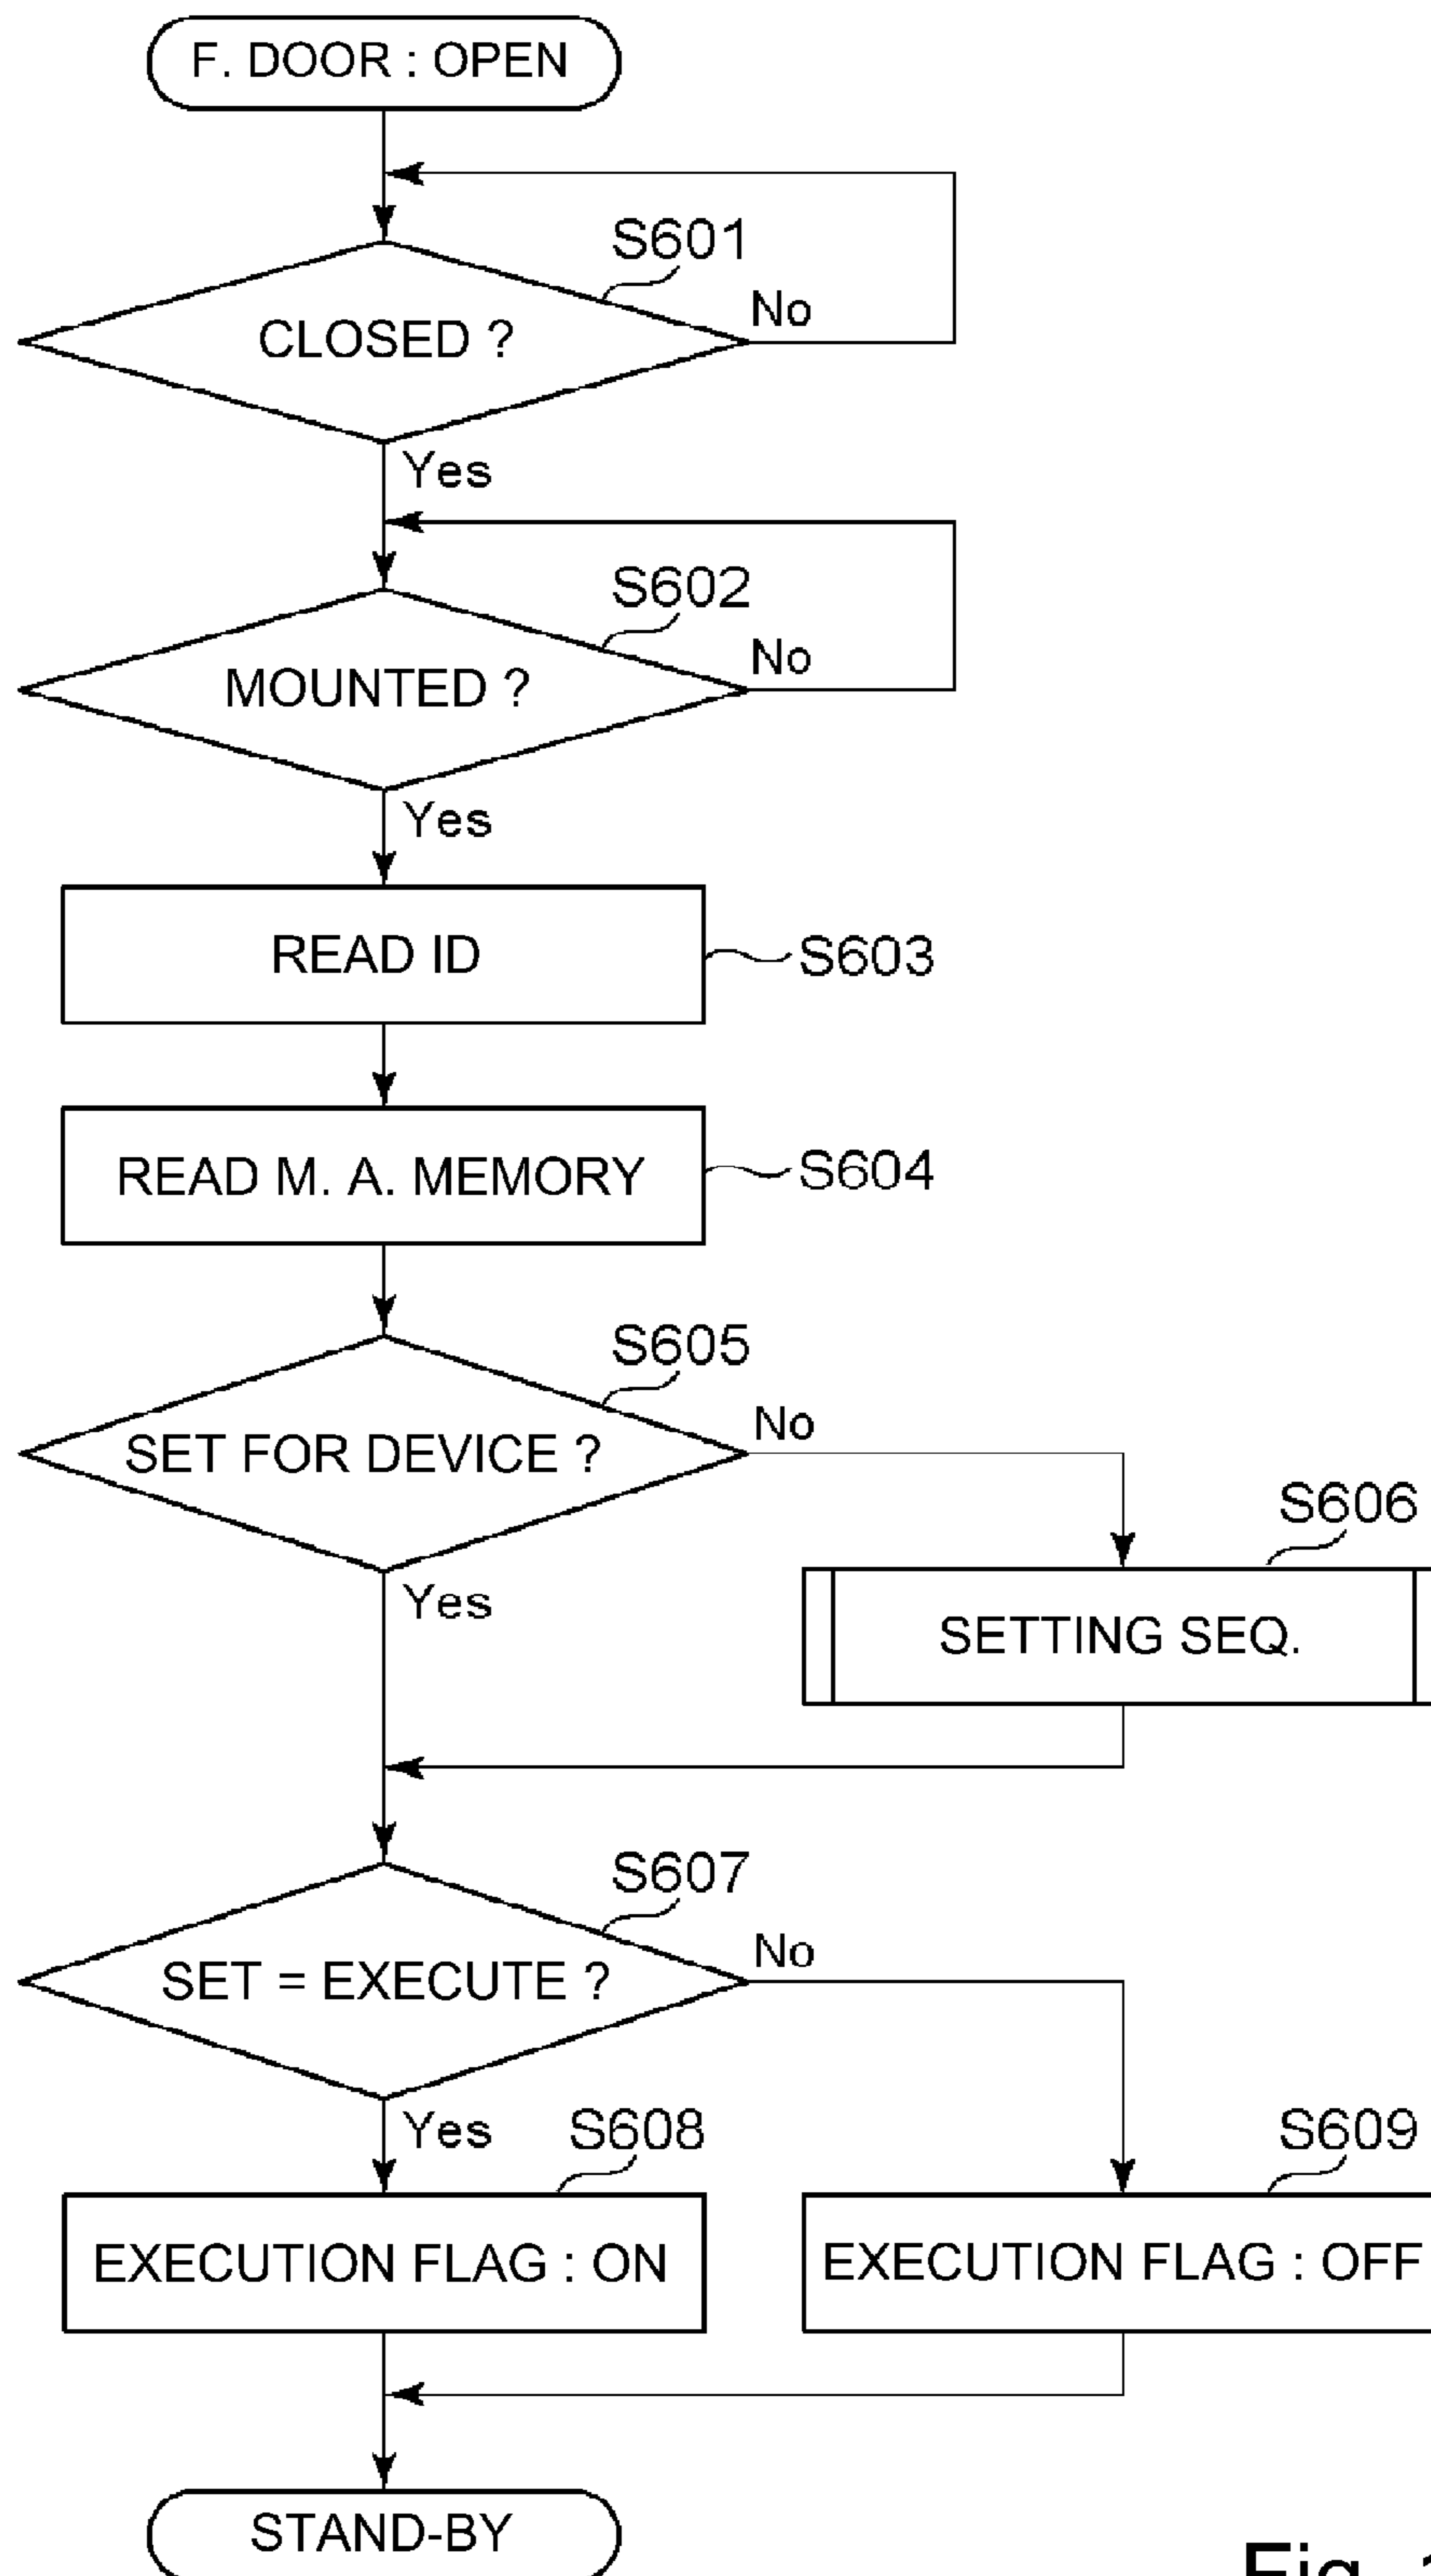 F. DOOR : OPEN
S601
CLOSED ?
No
Yes
S602
MOUNTED ?
No
Yes
READ ID
S603
READ M. A. MEMORY
S604
S605
SET FOR DEVICE ?
No
Yes
S606
SETTING SEQ.
S607
SET = EXECUTE ?
No
Yes
S608
S609
EXECUTION FLAG : ON
EXECUTION FLAG : OFF
STAND-BY
Fig.